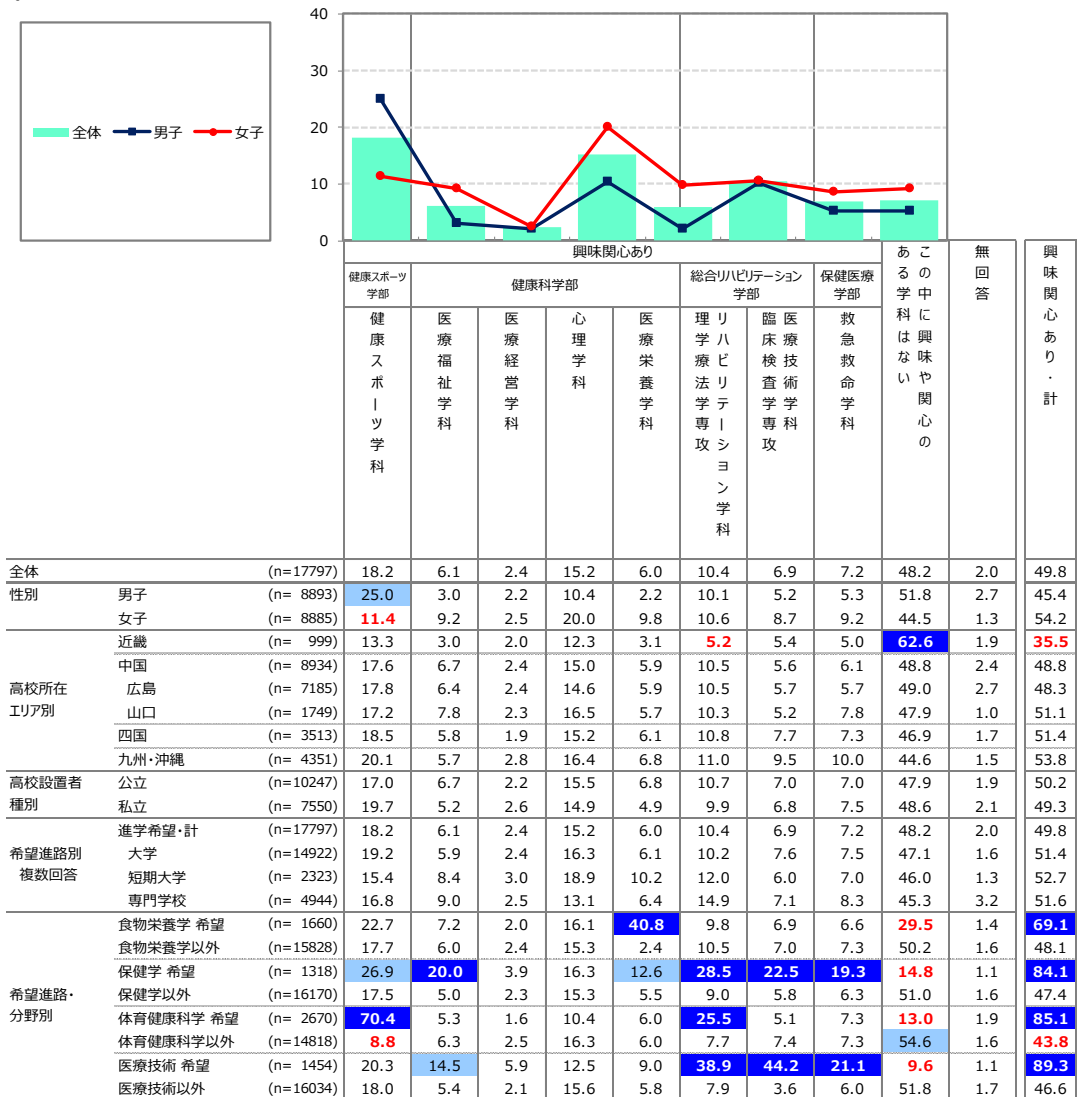 40
30
20
10
0
全体 男子 女子
興味関心あり
健康スポーツ学部
健康科学部
総合リハビリテーション学部
保健医療学部
健康スポーツ学科
医療福祉学科
医療経営学科
心理学科
医療栄養学科
リハビリテーション学科
理学療法学専攻
医療技術学科
臨床検査学専攻
救急救命学科
この中に興味や関心の
ある学科はない
無回答
興味関心あり・計
全体 (n=17797) 18.2 6.1 2.4 15.2 6.0 10.4 6.9 7.2 48.2 2.0 49.8
性別 男子 (n= 8893) 25.0 3.0 2.2 10.4 2.2 10.1 5.2 5.3 51.8 2.7 45.4
女子 (n= 8885) 11.4 9.2 2.5 20.0 9.8 10.6 8.7 9.2 44.5 1.3 54.2
高校所在
エリア別
近畿 (n= 999) 13.3 3.0 2.0 12.3 3.1 5.2 5.4 5.0 62.6 1.9 35.5
中国 (n= 8934) 17.6 6.7 2.4 15.0 5.9 10.5 5.6 6.1 48.8 2.4 48.8
広島 (n= 7185) 17.8 6.4 2.4 14.6 5.9 10.5 5.7 5.7 49.0 2.7 48.3
山口 (n= 1749) 17.2 7.8 2.3 16.5 5.7 10.3 5.2 7.8 47.9 1.0 51.1
四国 (n= 3513) 18.5 5.8 1.9 15.2 6.1 10.8 7.7 7.3 46.9 1.7 51.4
九州・沖縄 (n= 4351) 20.1 5.7 2.8 16.4 6.8 11.0 9.5 10.0 44.6 1.5 53.8
高校設置者
種別
公立 (n=10247) 17.0 6.7 2.2 15.5 6.8 10.7 7.0 7.0 47.9 1.9 50.2
私立 (n= 7550) 19.7 5.2 2.6 14.9 4.9 9.9 6.8 7.5 48.6 2.1 49.3
希望進路別
複数回答
進学希望・計 (n=17797) 18.2 6.1 2.4 15.2 6.0 10.4 6.9 7.2 48.2 2.0 49.8
大学 (n=14922) 19.2 5.9 2.4 16.3 6.1 10.2 7.6 7.5 47.1 1.6 51.4
短期大学 (n= 2323) 15.4 8.4 3.0 18.9 10.2 12.0 6.0 7.0 46.0 1.3 52.7
専門学校 (n= 4944) 16.8 9.0 2.5 13.1 6.4 14.9 7.1 8.3 45.3 3.2 51.6
希望進路・
分野別
食物栄養学 希望 (n= 1660) 22.7 7.2 2.0 16.1 40.8 9.8 6.9 6.6 29.5 1.4 69.1
食物栄養学以外 (n=15828) 17.7 6.0 2.4 15.3 2.4 10.5 7.0 7.3 50.2 1.6 48.1
保健学 希望 (n= 1318) 26.9 20.0 3.9 16.3 12.6 28.5 22.5 19.3 14.8 1.1 84.1
保健学以外 (n=16170) 17.5 5.0 2.3 15.3 5.5 9.0 5.8 6.3 51.0 1.6 47.4
体育健康科学 希望 (n= 2670) 70.4 5.3 1.6 10.4 6.0 25.5 5.1 7.3 13.0 1.9 85.1
体育健康科学以外 (n=14818) 8.8 6.3 2.5 16.3 6.0 7.7 7.4 7.3 54.6 1.6 43.8
医療技術 希望 (n= 1454) 20.3 14.5 5.9 12.5 9.0 38.9 44.2 21.1 9.6 1.1 89.3
医療技術以外 (n=16034) 18.0 5.4 2.1 15.6 5.8 7.9 3.6 6.0 51.8 1.7 46.6